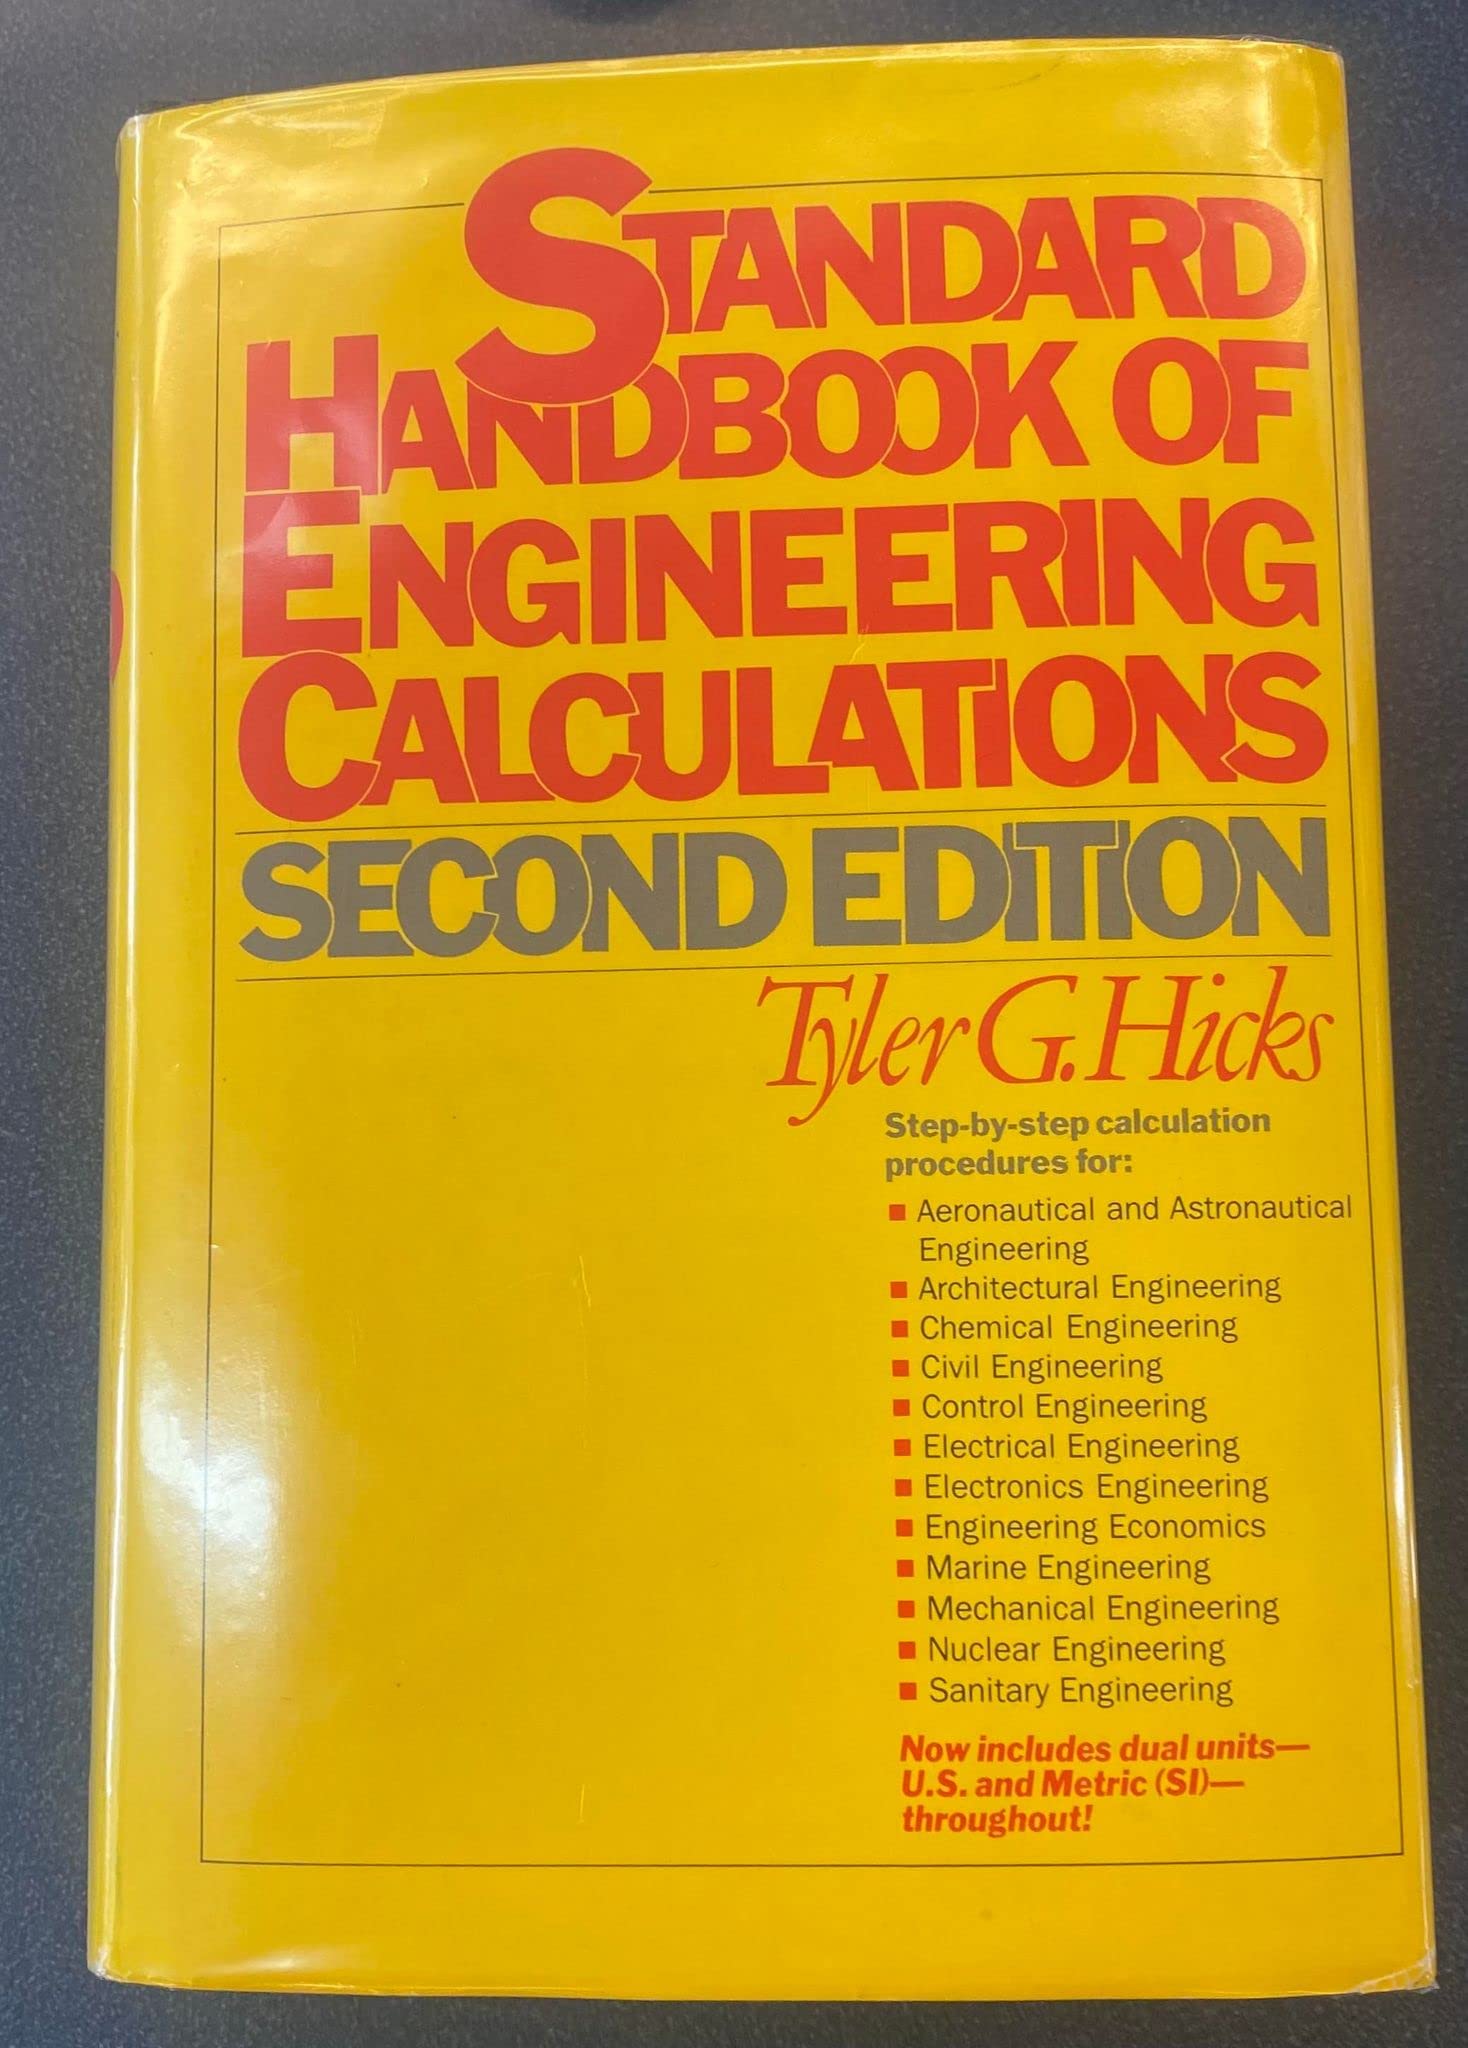 STANDARD
HANDBOOK OF
ENGINEERING
CALCULATIONS
SECOND EDITION
Tyler G. Hicks
Step-by-step calculation
procedures for:
■ Aeronautical and Astronautical
Engineering
■ Architectural Engineering
■ Chemical Engineering
■ Civil Engineering
■ Control Engineering
■ Electrical Engineering
■ Electronics Engineering
■ Engineering Economics
■ Marine Engineering
■ Mechanical Engineering
■ Nuclear Engineering
■ Sanitary Engineering
Now includes dual units—
U.S. and Metric (SI)—
throughout!